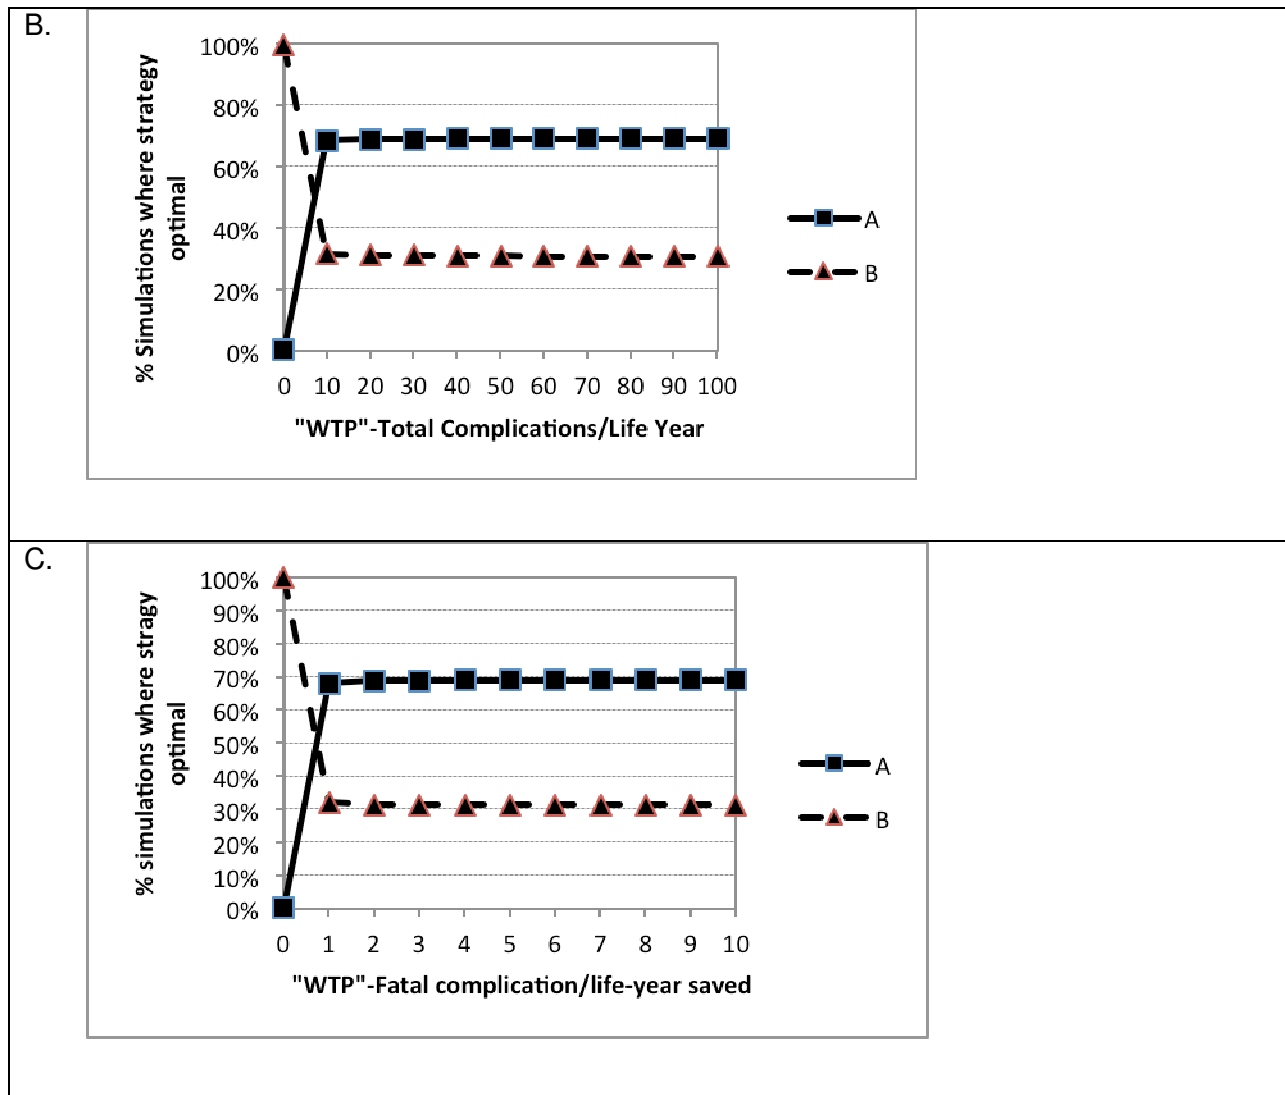 B.
% Simulations where strategy
optimal
100%
80%
60%
40%
20%
0%
0 10 20 30 40 50 60 70 80 90 100
"WTP"-Total Complications/Life Year
A
B
C.
% simulations where stragy
optimal
100%
90%
80%
70%
60%
50%
40%
30%
20%
10%
0%
0 1 2 3 4 5 6 7 8 9 10
"WTP"-Fatal complication/life-year saved
A
B